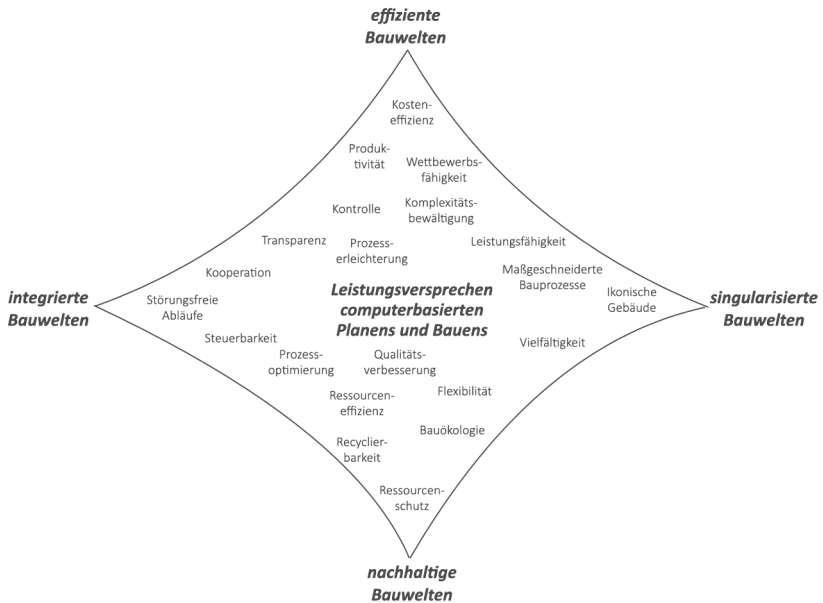 effiziente
Bauwelten
Kosten-
effizienz
Produk-
tivität
Wettbewerbs-
fähigkeit
Kontrolle
Komplexitäts-
bewältigung
Transparenz
Prozess-
erleichterung
Leistungsfähigkeit
Kooperation
Maßgeschneiderte
Bauprozesse
integrierte
Bauwelten
Störungsfreie
Abläufe
Leistungsversprechen
computerbasierten
Planens und Bauens
Ikonische
Gebäude
singularisierte
Bauwelten
Steuerbarkeit
Vielfältigkeit
Prozess-
optimierung
Qualitäts-
verbesserung
Ressourcen-
effizienz
Flexibilität
Bauökologie
Recyclier-
barkeit
Ressourcen-
schutz
nachhaltige
Bauwelten